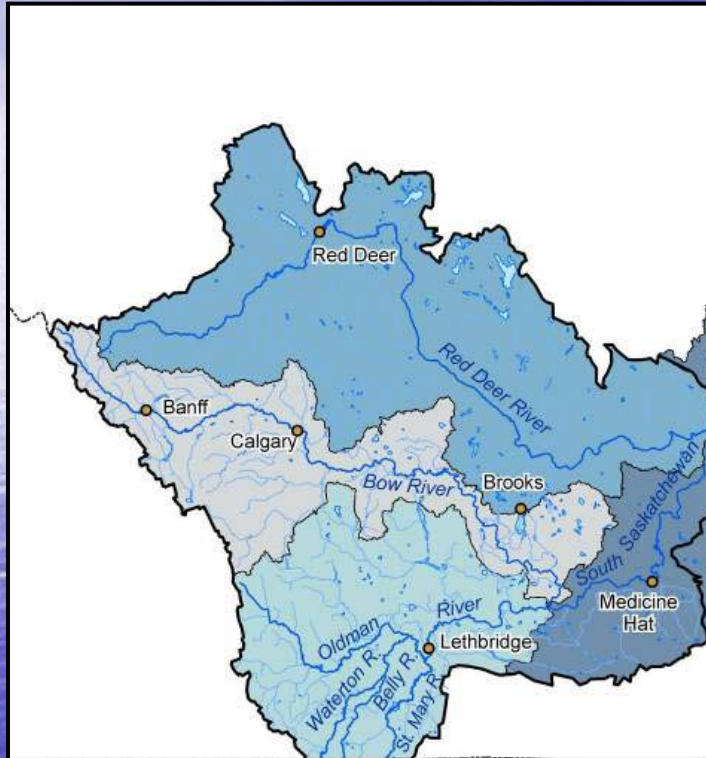 Red Deer
Red Deer River
Banff
Calgary
Bow River
Brooks
South Saskatchewan
Medicine
Hat
Oldman River
Lethbridge
Waterton R.
Belly R.
St. Mary R.